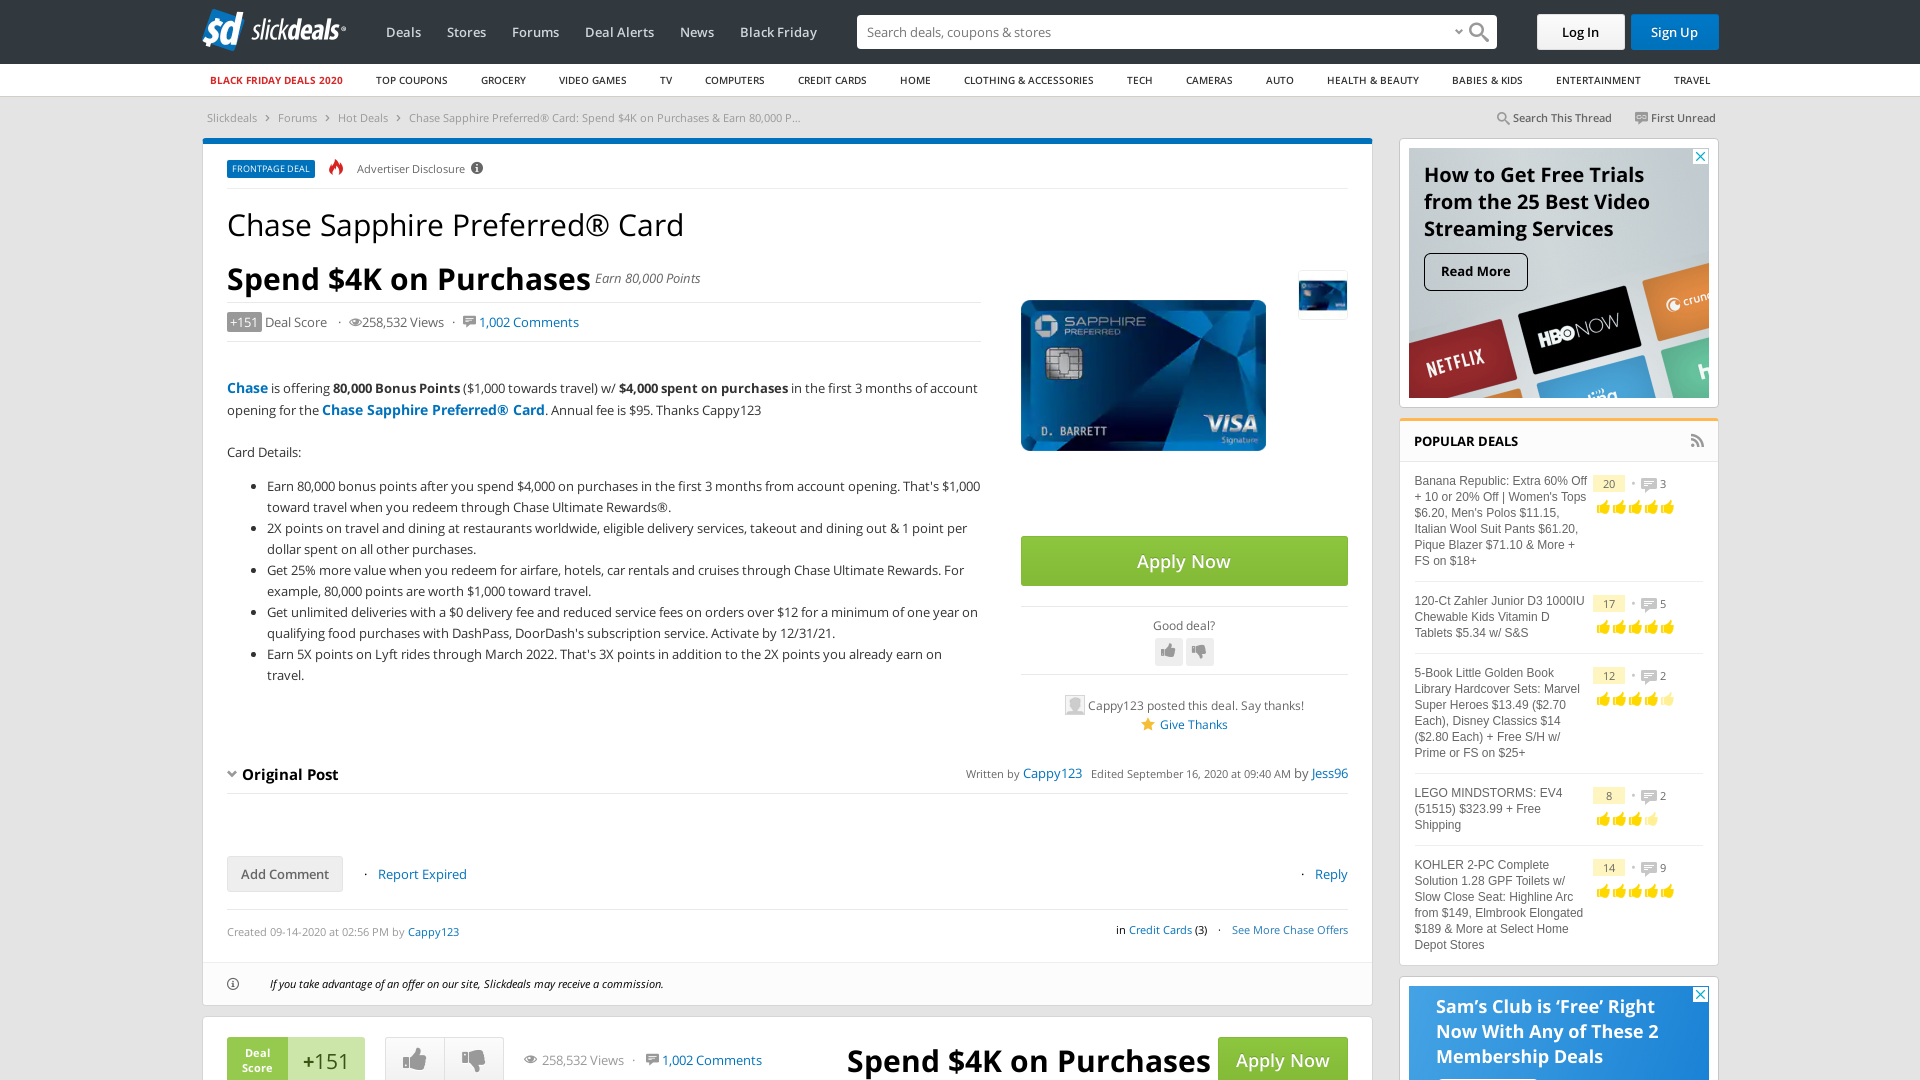 slickdeals
Deals
Stores
Forums
Deal Alerts
News
Black Friday
Search deals, coupons & stores
Log In
Sign Up
BLACK FRIDAY DEALS 2020
TOP COUPONS
GROCERY
VIDEO GAMES
TV
COMPUTERS
CREDIT CARDS
HOME
CLOTHING & ACCESSORIES
TECH
CAMERAS
AUTO
HEALTH & BEAUTY
BABIES & KIDS
ENTERTAINMENT
TRAVEL
Slickdeals > Forums > Hot Deals > Chase Sapphire Preferred® Card: Spend $4K on Purchases & Earn 80,000 P...
Search This Thread
First Unread
FRONTPAGE DEAL
Advertiser Disclosure
Chase Sapphire Preferred® Card
Spend $4K on Purchases Earn 80,000 Points
+151 Deal Score · 258,532 Views · 1,002 Comments
Chase is offering 80,000 Bonus Points ($1,000 towards travel) w/ $4,000 spent on purchases in the first 3 months of account
opening for the Chase Sapphire Preferred® Card. Annual fee is $95. Thanks Cappy123
Card Details:
• Earn 80,000 bonus points after you spend $4,000 on purchases in the first 3 months from account opening. That's $1,000
toward travel when you redeem through Chase Ultimate Rewards®.
• 2X points on travel and dining at restaurants worldwide, eligible delivery services, takeout and dining out & 1 point per
dollar spent on all other purchases.
• Get 25% more value when you redeem for airfare, hotels, car rentals and cruises through Chase Ultimate Rewards. For
example, 80,000 points are worth $1,000 toward travel.
• Get unlimited deliveries with a $0 delivery fee and reduced service fees on orders over $12 for a minimum of one year on
qualifying food purchases with DashPass, DoorDash's subscription service. Activate by 12/31/21.
• Earn 5X points on Lyft rides through March 2022. That's 3X points in addition to the 2X points you already earn on
travel.
SAPPHIRE
PREFERRED
D. BARRETT
VISA
Signature
Apply Now
Good deal?
Cappy123 posted this deal. Say thanks!
Give Thanks
Original Post
Written by Cappy123 Edited September 16, 2020 at 09:40 AM by Jess96
Add Comment
· Report Expired
· Reply
Created 09-14-2020 at 02:56 PM by Cappy123
in Credit Cards (3) · See More Chase Offers
If you take advantage of an offer on our site, Slickdeals may receive a commission.
Deal
Score
+151
258,532 Views · 1,002 Comments
Spend $4K on Purchases
Apply Now
How to Get Free Trials
from the 25 Best Video
Streaming Services
Read More
NETFLIX
HBO NOW
POPULAR DEALS
Banana Republic: Extra 60% Off
+ 10 or 20% Off | Women's Tops
$6.20, Men's Polos $11.15,
Italian Wool Suit Pants $61.20,
Pique Blazer $71.10 & More +
FS on $18+
20 • 3
120-Ct Zahler Junior D3 1000IU
Chewable Kids Vitamin D
Tablets $5.34 w/ S&S
17 • 5
5-Book Little Golden Book
Library Hardcover Sets: Marvel
Super Heroes $13.49 ($2.70
Each), Disney Classics $14
($2.80 Each) + Free S/H w/
Prime or FS on $25+
12 • 2
LEGO MINDSTORMS: EV4
(51515) $323.99 + Free
Shipping
8 • 2
KOHLER 2-PC Complete
Solution 1.28 GPF Toilets w/
Slow Close Seat: Highline Arc
from $149, Elmbrook Elongated
$189 & More at Select Home
Depot Stores
14 • 9
Sam's Club is 'Free' Right
Now With Any of These 2
Membership Deals